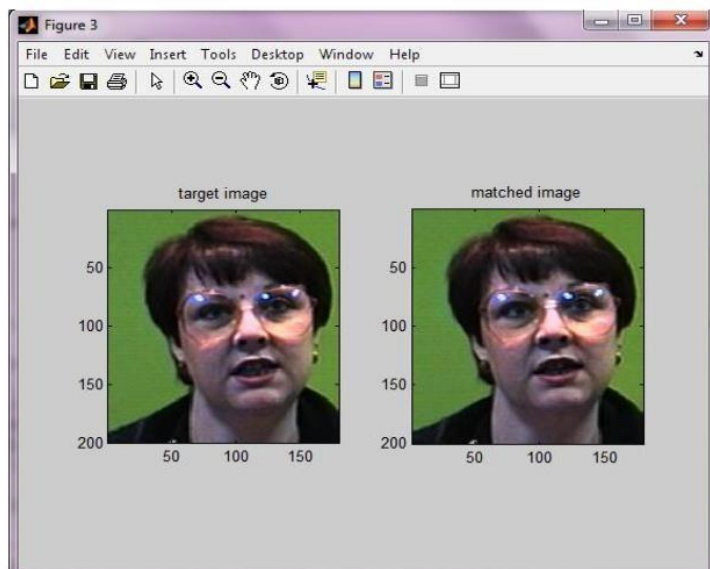 Figure 3
File Edit View Insert Tools Desktop Window Help
target image
50
100
150
200
50 100 150
matched image
50
100
150
200
50 100 150